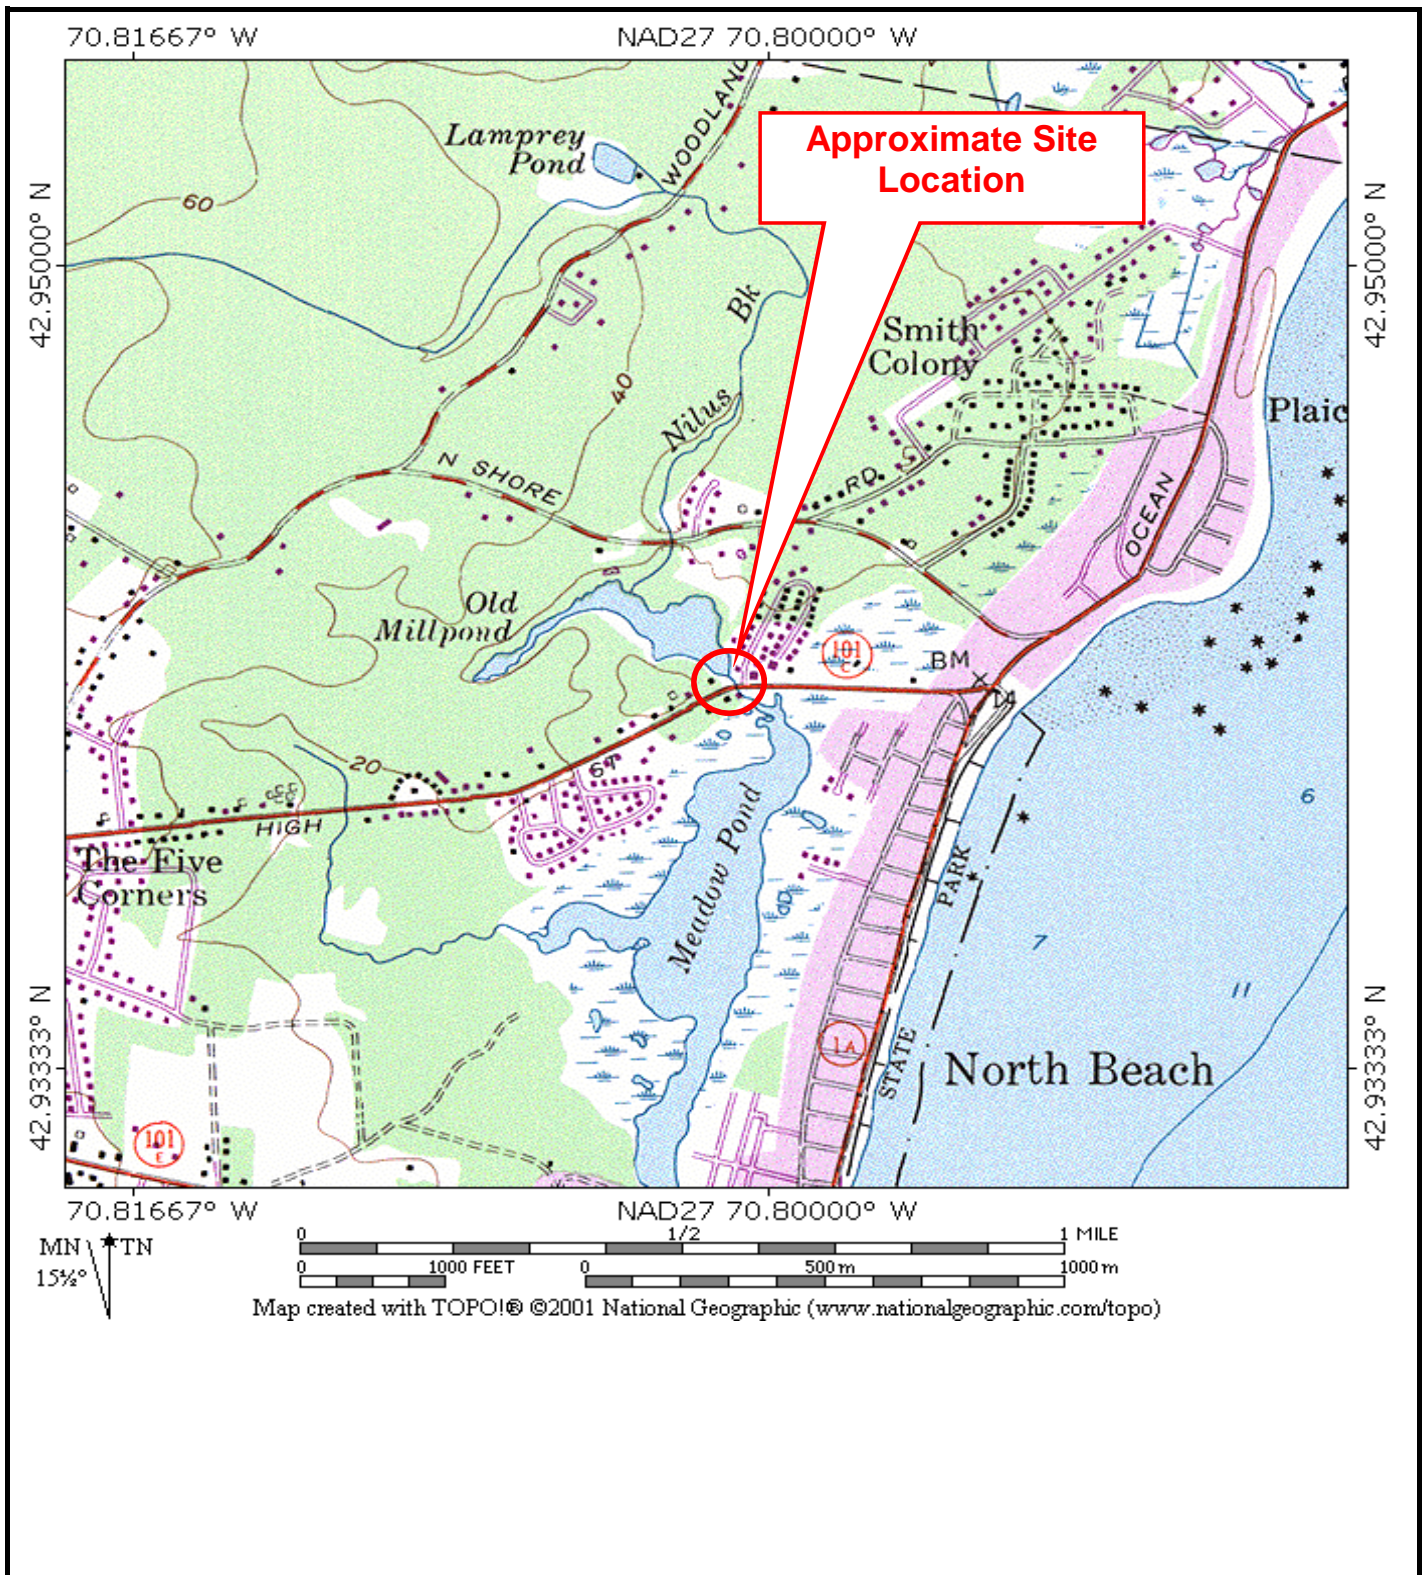 70.81667° W
NAD27 70.80000° W
WOODLAND
Approximate Site
Location
Lamprey
Pond
60
42.95000° N
42.95000° N
Bk
Smith
Colony
40
Nilus
Plaic
N SHORE
RD
OCEAN
Old
Millpond
101
C
BM
14
20
ST
6
HIGH
Meadow Pond
The Five
Corners
PARK
7
11
42.93333° N
42.93333° N
1A
STATE
North Beach
101
E
70.81667° W
NAD27 70.80000° W
MN
TN
15½°
0
1/2
1 MILE
0
1000 FEET
0
500 m
1000 m
Map created with TOPO!® ©2001 National Geographic (www.nationalgeographic.com/topo)